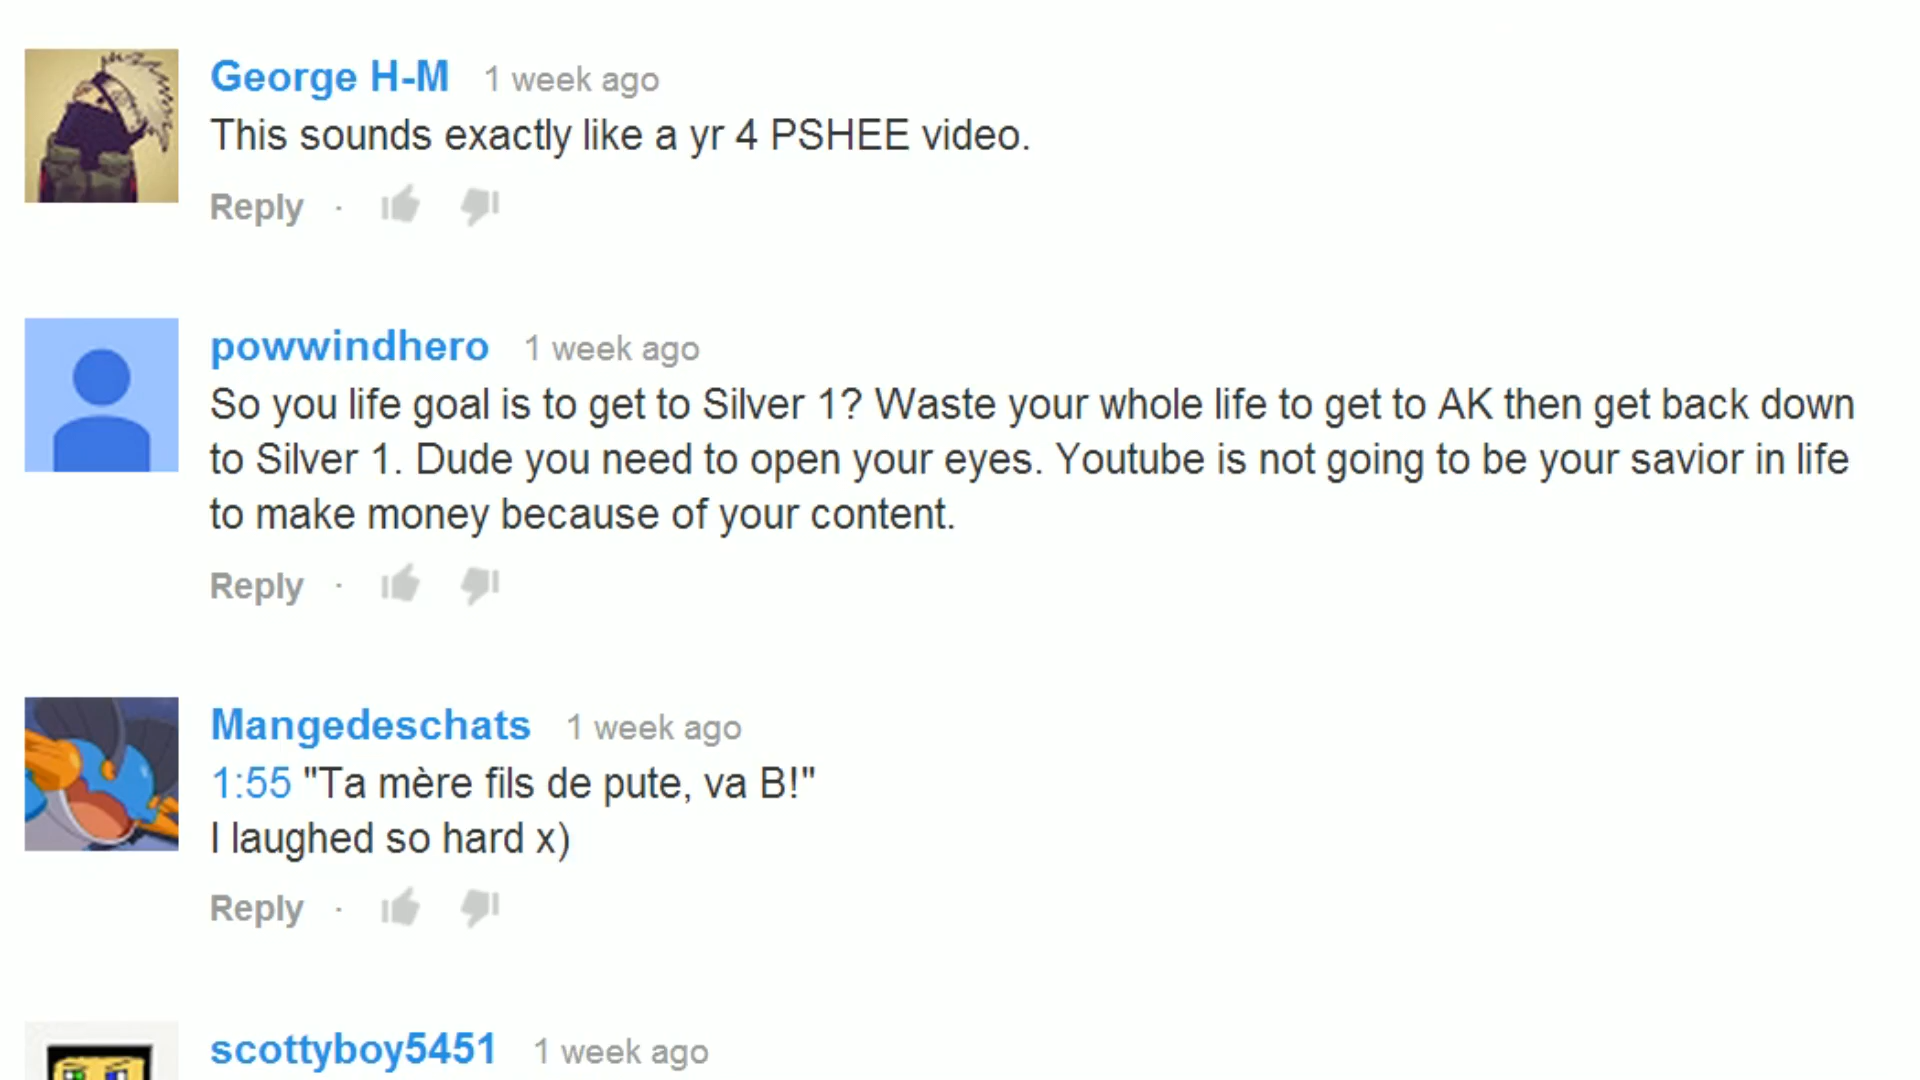 George H-M 1 week ago
This sounds exactly like a yr 4 PSHEE video.
Reply ·
powwindhero 1 week ago
So you life goal is to get to Silver 1? Waste your whole life to get to AK then get back down
to Silver 1. Dude you need to open your eyes. Youtube is not going to be your savior in life
to make money because of your content.
Reply ·
Mangedeschats 1 week ago
1:55 "Ta mère fils de pute, va B!"
I laughed so hard x)
Reply ·
scottyboy5451 1 week ago